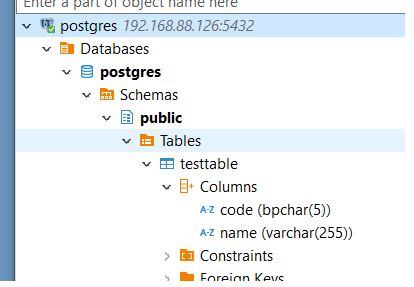 Enter a part of object name here
postgres 192.168.88.126:5432
Databases
postgres
Schemas
public
Tables
testtable
Columns
A-Z code (bpchar(5))
A-Z name (varchar(255))
Constraints
Foreign Keys